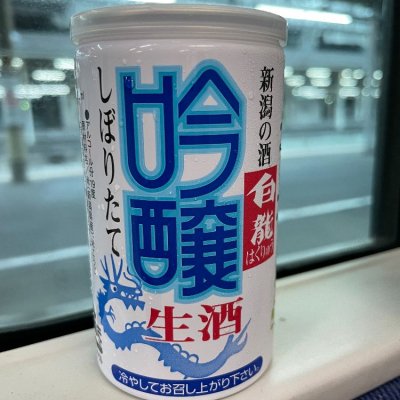 新潟の酒
白龍
はくりゅう
吟醸
しぼりたて
生酒
冷やしてお召し上がり下さい。